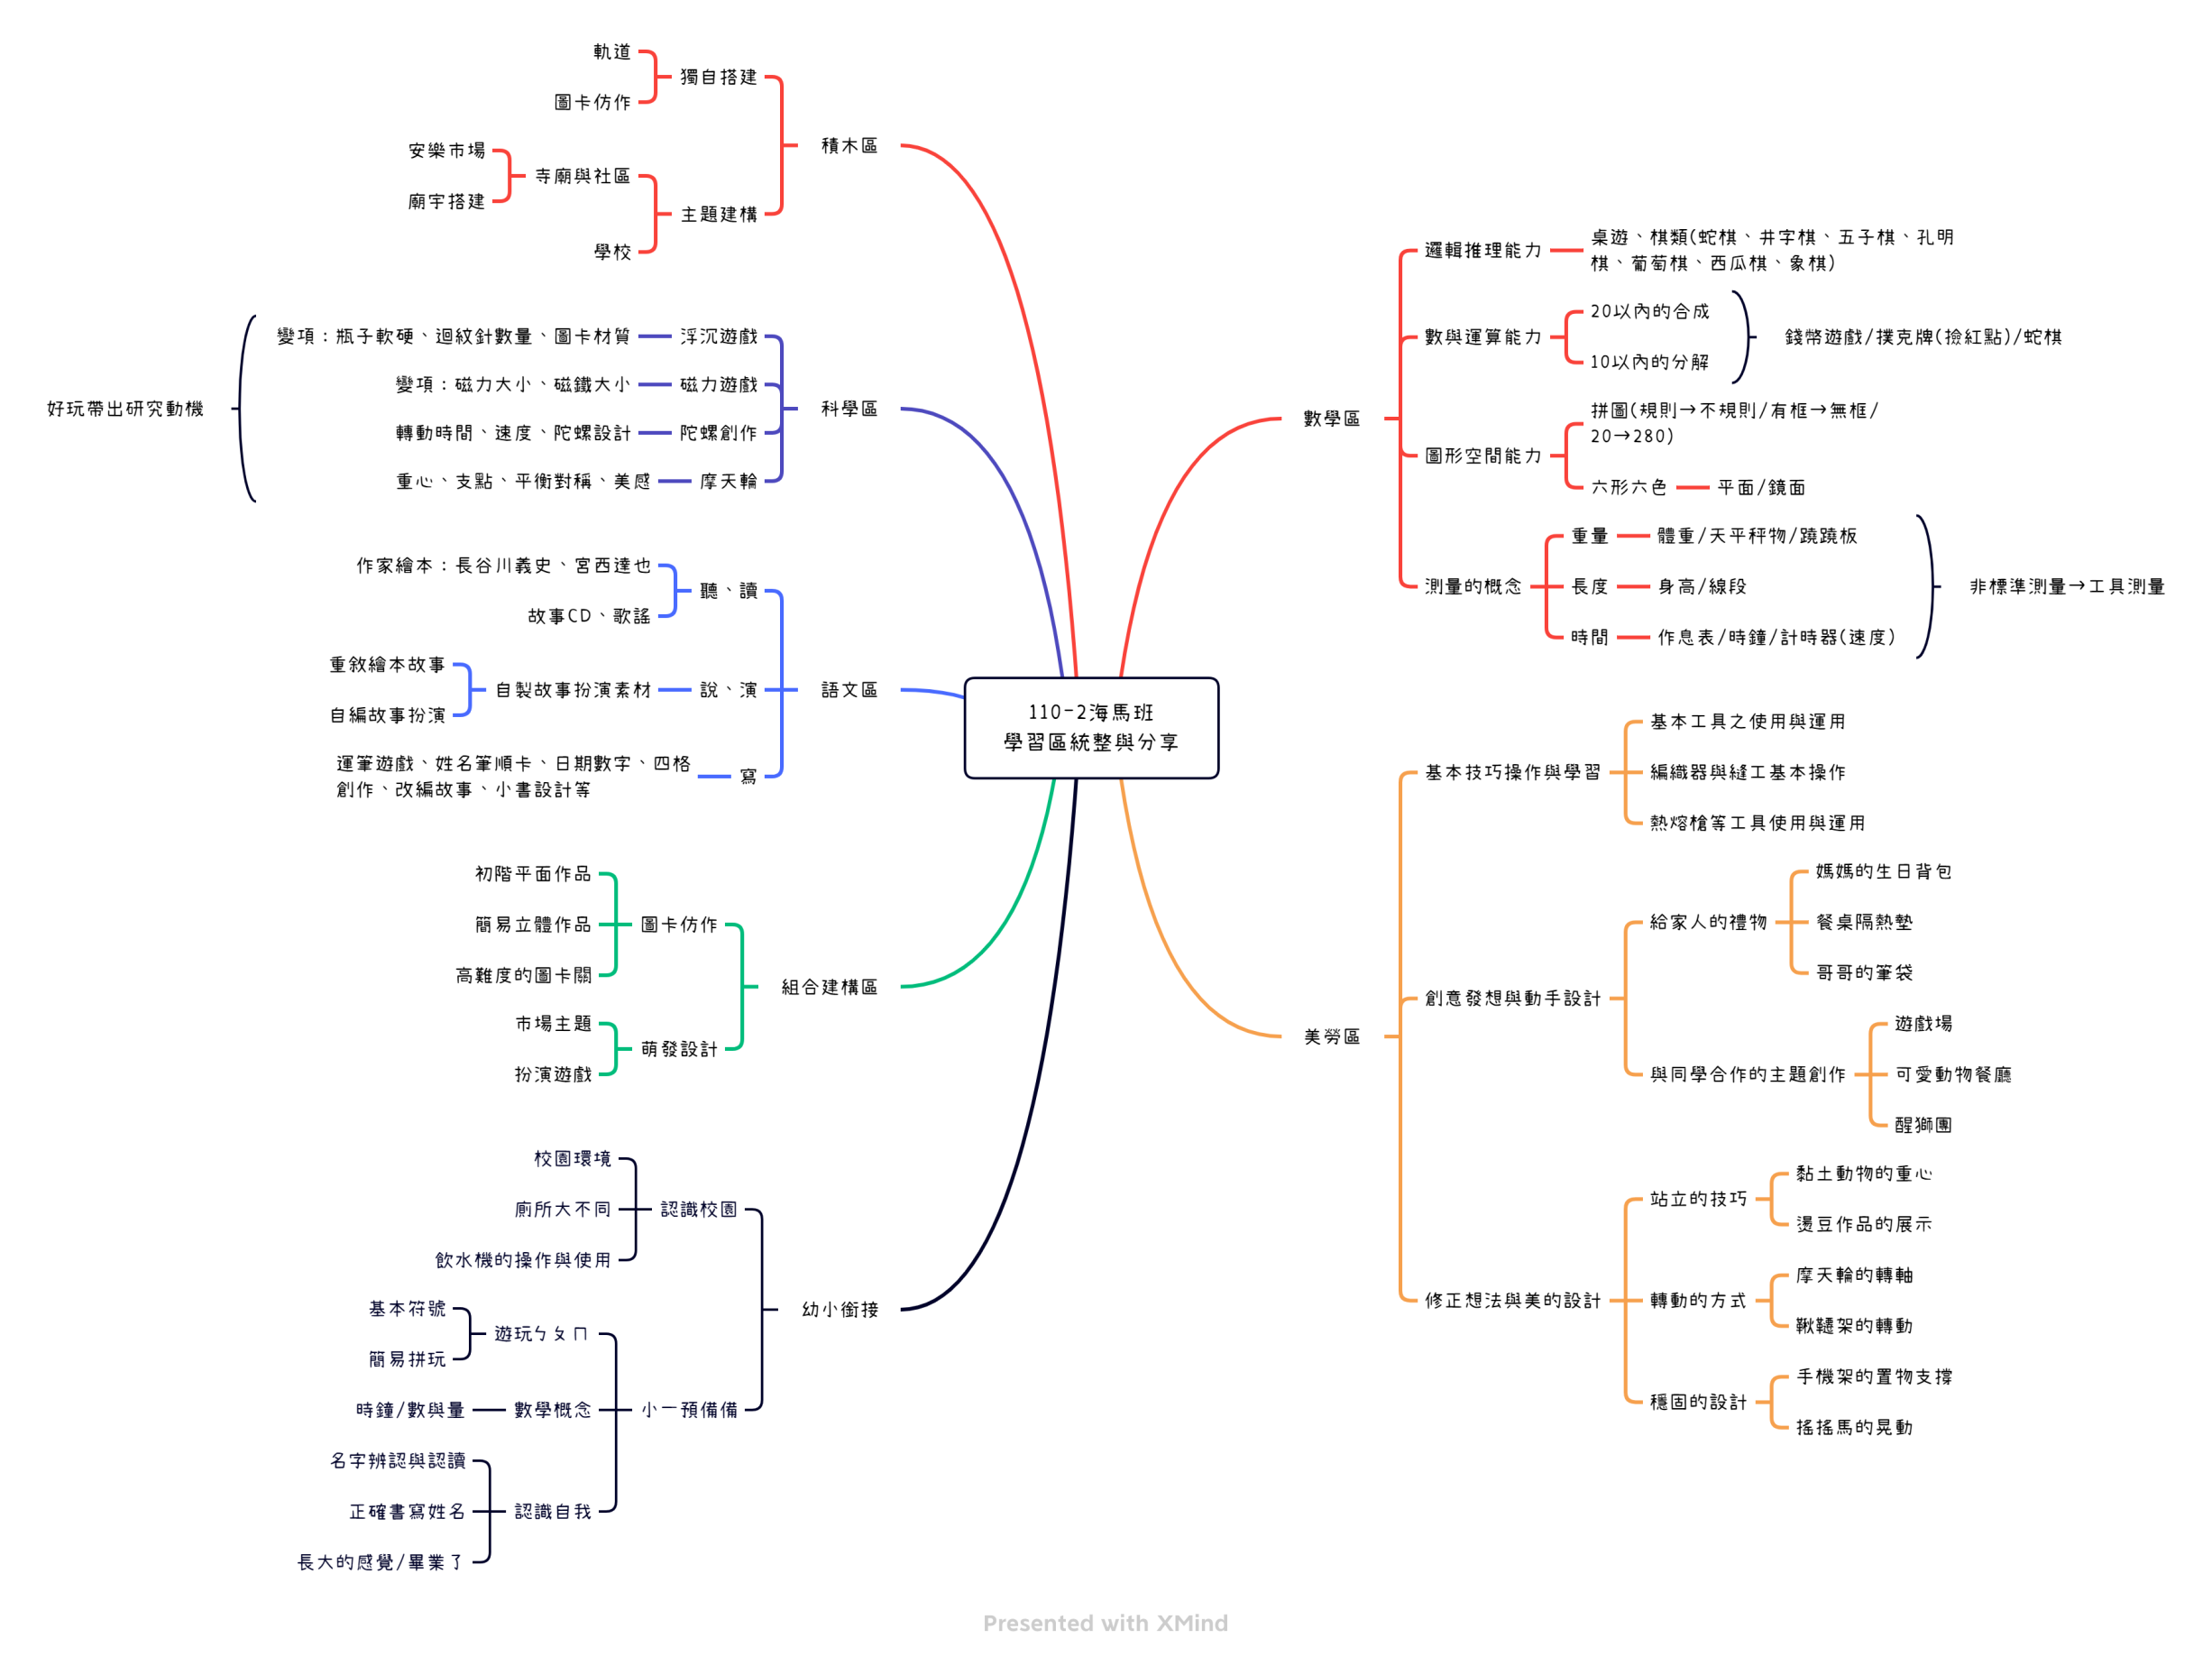 110-2海馬班
學習區統整與分享
數學區
邏輯推理能力
桌遊、棋類(蛇棋、井字棋、五子棋、孔明
棋、葡萄棋、西瓜棋、象棋)
數與運算能力
20以內的合成
10以內的分解
錢幣遊戲/撲克牌(撿紅點)/蛇棋
圖形空間能力
拼圖(規則→不規則/有框→無框/
20→280)
六形六色
平面/鏡面
測量的概念
重量
體重/天平秤物/蹺蹺板
長度
身高/線段
時間
作息表/時鐘/計時器(速度)
非標準測量→工具測量
美勞區
基本技巧操作與學習
基本工具之使用與運用
編織器與縫工基本操作
熱熔槍等工具使用與運用
創意發想與動手設計
給家人的禮物
媽媽的生日背包
餐桌隔熱墊
哥哥的筆袋
與同學合作的主題創作
遊戲場
可愛動物餐廳
醒獅團
修正想法與美的設計
站立的技巧
黏土動物的重心
燙豆作品的展示
轉動的方式
摩天輪的轉軸
鞦韆架的轉動
穩固的設計
手機架的置物支撐
搖搖馬的晃動
積木區
獨自搭建
軌道
圖卡仿作
主題建構
寺廟與社區
安樂市場
廟宇搭建
學校
科學區
浮沉遊戲
變項：瓶子軟硬、迴紋針數量、圖卡材質
磁力遊戲
變項：磁力大小、磁鐵大小
陀螺創作
轉動時間、速度、陀螺設計
摩天輪
重心、支點、平衡對稱、美感
好玩帶出研究動機
語文區
聽、讀
作家繪本：長谷川義史、宮西達也
故事CD、歌謠
說、演
自製故事扮演素材
重敘繪本故事
自編故事扮演
寫
運筆遊戲、姓名筆順卡、日期數字、四格
創作、改編故事、小書設計等
組合建構區
圖卡仿作
初階平面作品
簡易立體作品
高難度的圖卡關
萌發設計
市場主題
扮演遊戲
幼小銜接
認識校園
校園環境
廁所大不同
飲水機的操作與使用
小一預備備
遊玩ㄅㄆㄇ
基本符號
簡易拼玩
數學概念
時鐘/數與量
認識自我
名字辨認與認讀
正確書寫姓名
長大的感覺/畢業了
Presented with XMind